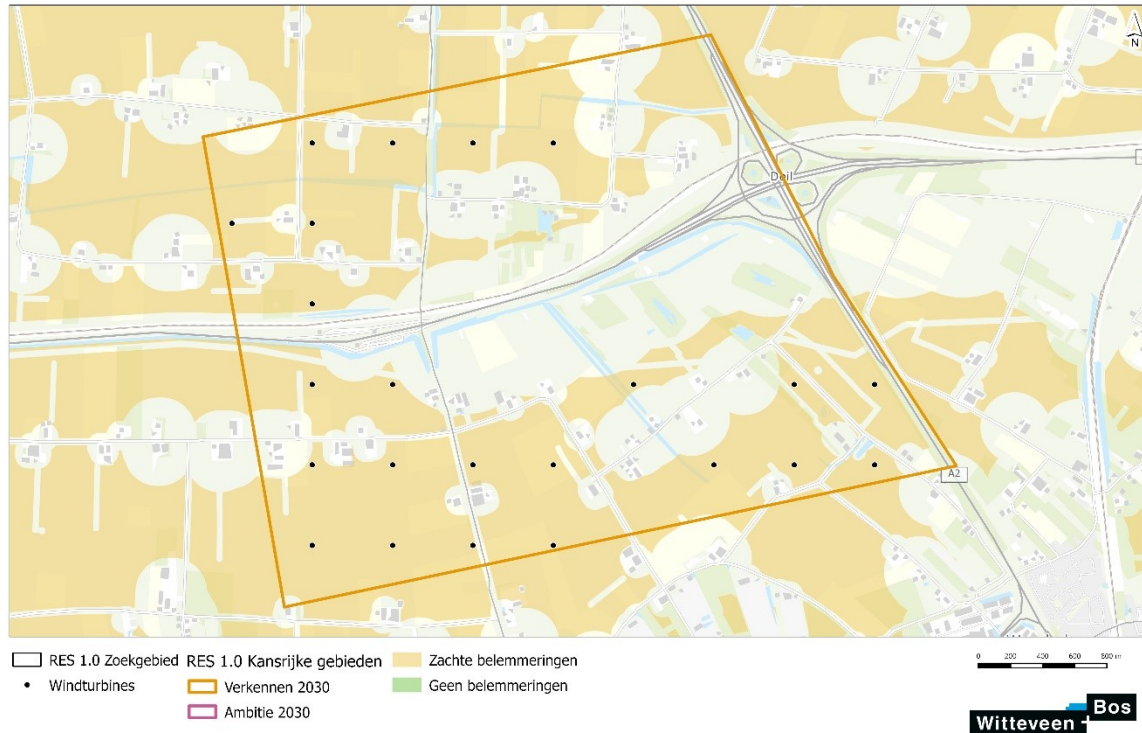 N
Deil
A2
RES 1.0 Zoekgebied
Windturbines
RES 1.0 Kansrijke gebieden
Verkennen 2030
Ambitie 2030
Zachte belemmeringen
Geen belemmeringen
0 200 400 600 800 m
Witteveen + Bos